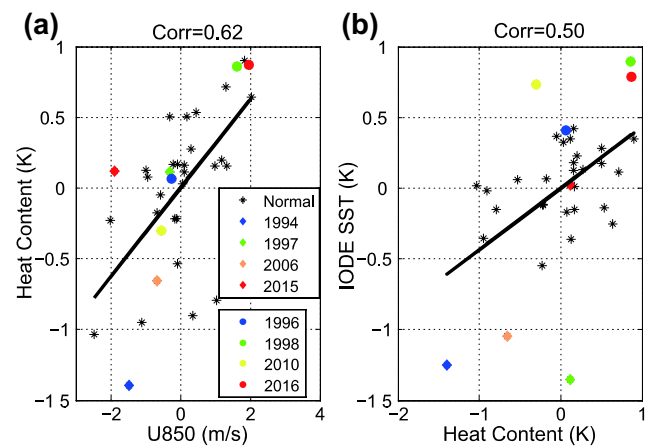 (a) Corr=0.62
1
0.5
0
-0.5
-1
-1 5
Heat Content (K)
-2 0 2 4
U850 (m/s)
Normal
1994
1997
2006
2015
1996
1998
2010
2016
(b) Corr=0.50
1
0.5
0
-0.5
-1
-1 5
IODE SST (K)
-2 -1 0 1
Heat Content (K)